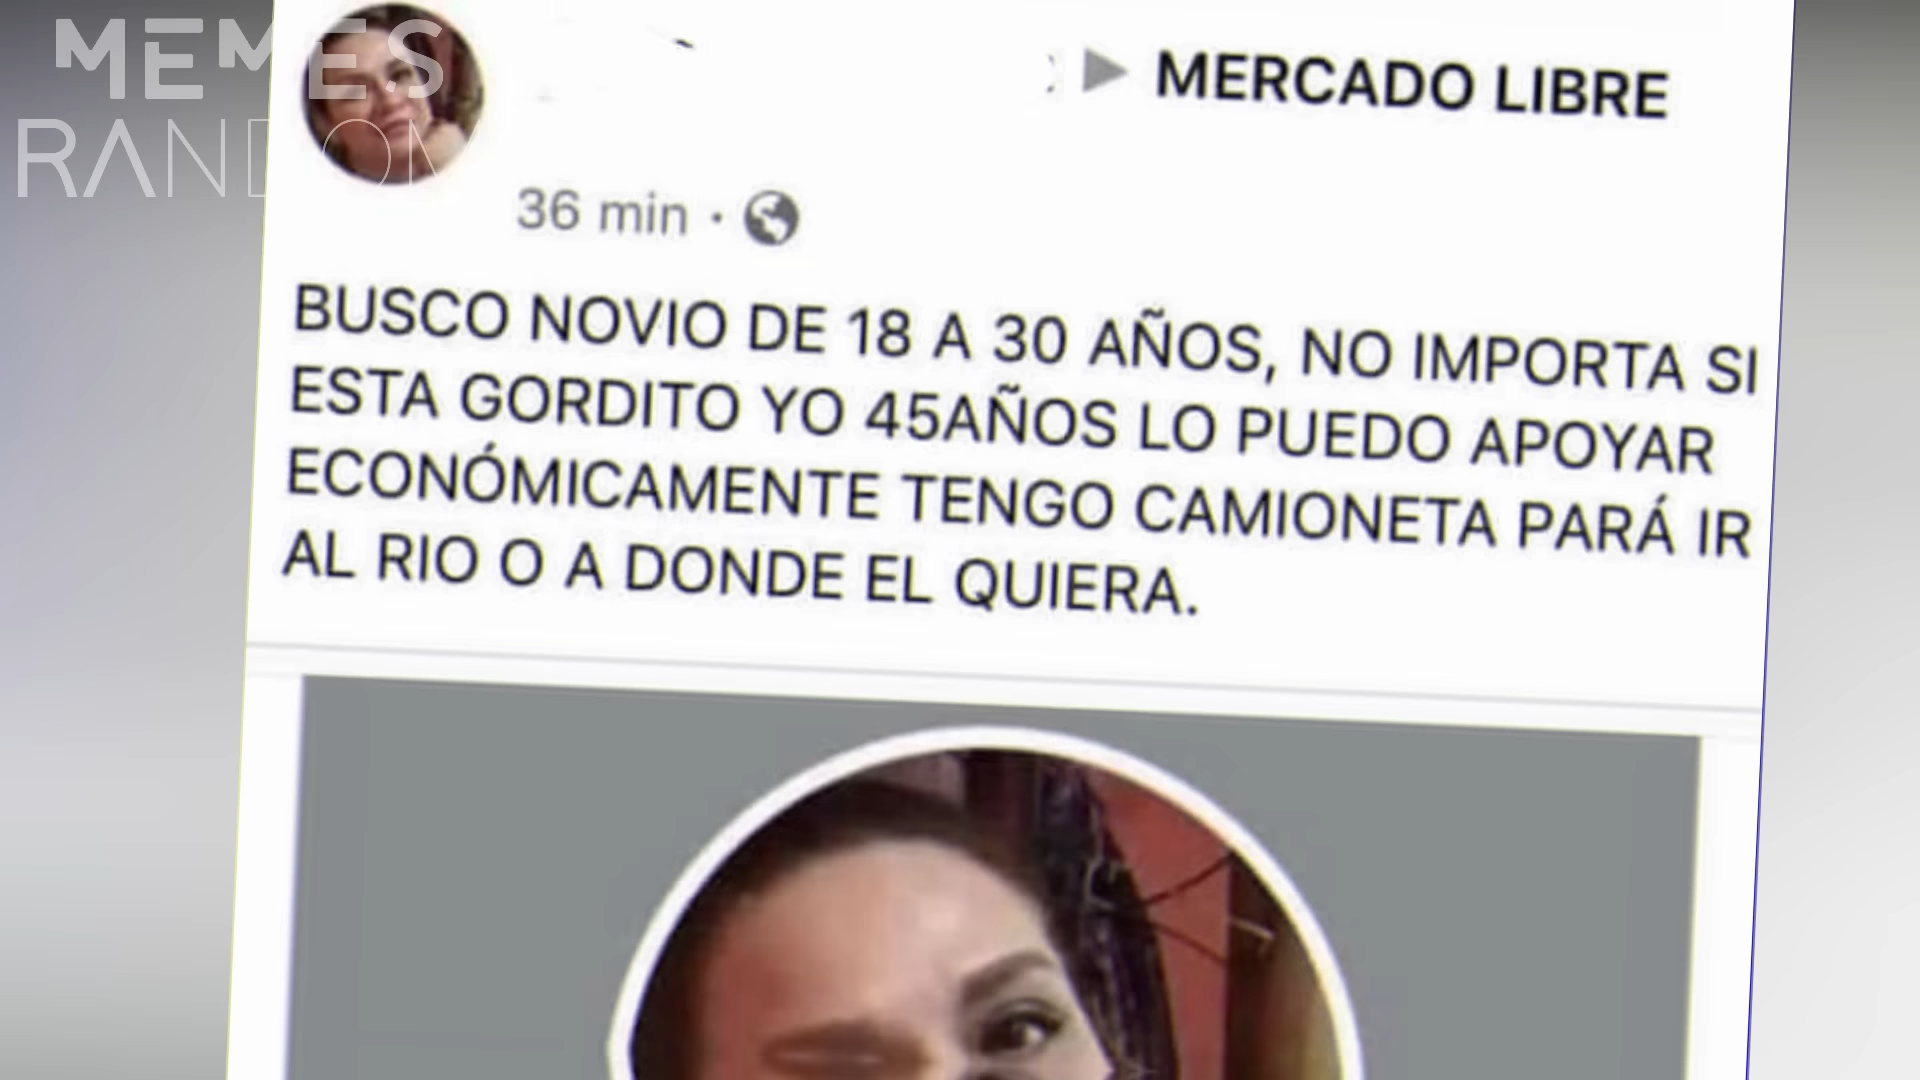 MEMES
RANDOM
MERCADO LIBRE
36 min ·
BUSCO NOVIO DE 18 A 30 AÑOS, NO IMPORTA SI
ESTA GORDITO YO 45AÑOS LO PUEDO APOYAR
ECONÓMICAMENTE TENGO CAMIONETA PARÁ IR
AL RIO O A DONDE EL QUIERA.